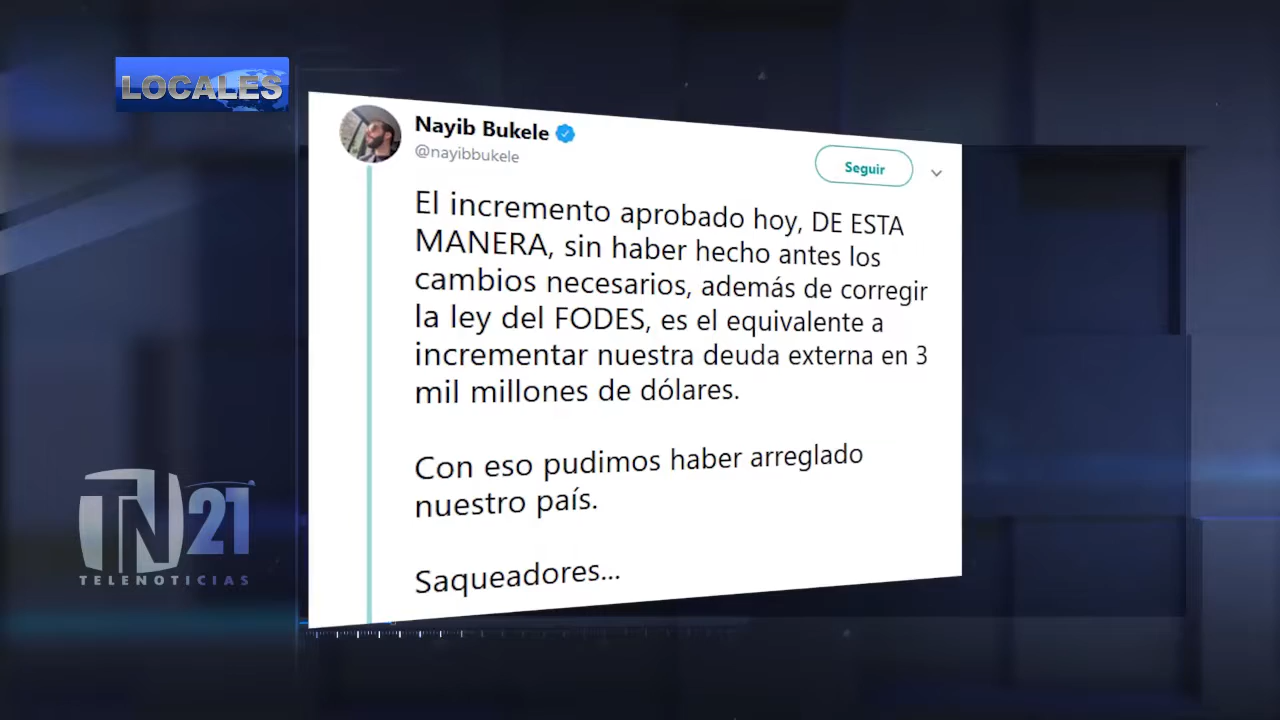 LOCALES
Nayib Bukele
@nayibbukele
Seguir
El incremento aprobado hoy, DE ESTA
MANERA, sin haber hecho antes los
cambios necesarios, además de corregir
la ley del FODES, es el equivalente a
incrementar nuestra deuda externa en 3
mil millones de dólares.
Con eso pudimos haber arreglado
nuestro país.
Saqueadores...
TN21
TELENOTICIAS